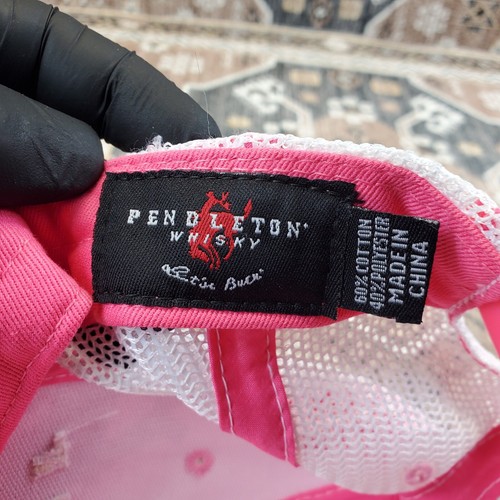 PENDLETON®
WHISKY
Let'er Buck®
60% COTTON
40% POLYESTER
MADE IN
CHINA